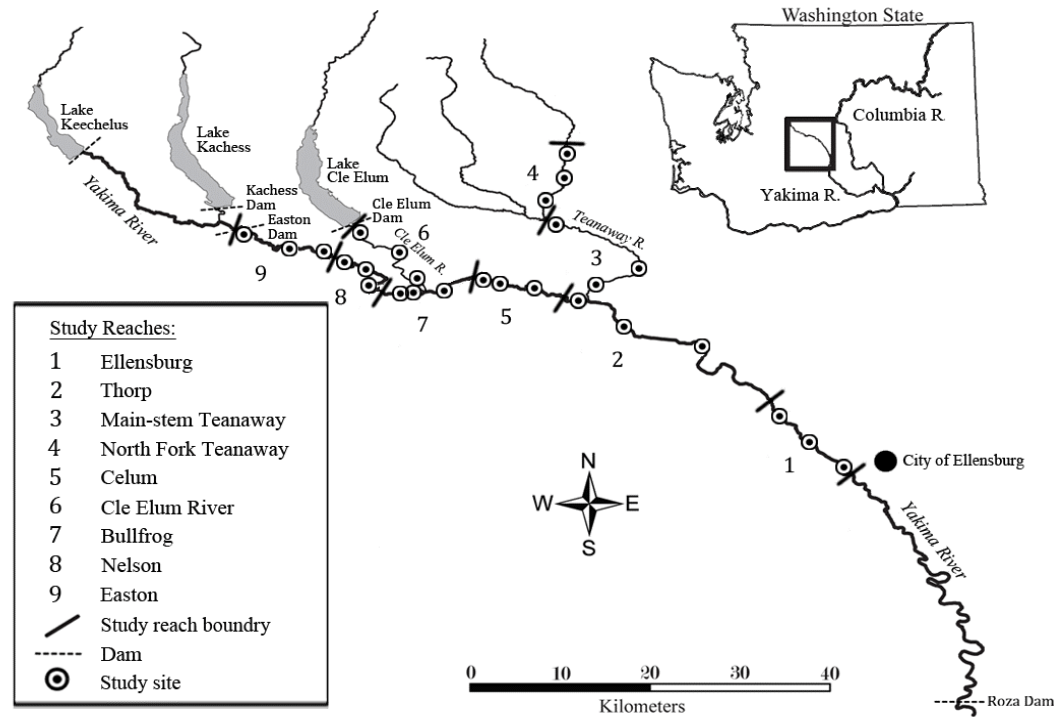 Washington State
Columbia R.
Yakima R.
Lake
Keechelus
Lake
Kachess
Lake
Cle Elum
Kachess
Dam
Easton
Dam
Cle Elum
Dam
Yakima River
Cle Elum R.
Teanaway R.
4
6
3
9
8
7
5
2
1
City of Ellensburg
Yakima River
Roza Dam
N
W E
S
Study Reaches:
1 Ellensburg
2 Thorp
3 Main-stem Teanaway
4 North Fork Teanaway
5 Celum
6 Cle Elum River
7 Bullfrog
8 Nelson
9 Easton
Study reach boundry
Dam
Study site
0 10 20 30 40
Kilometers